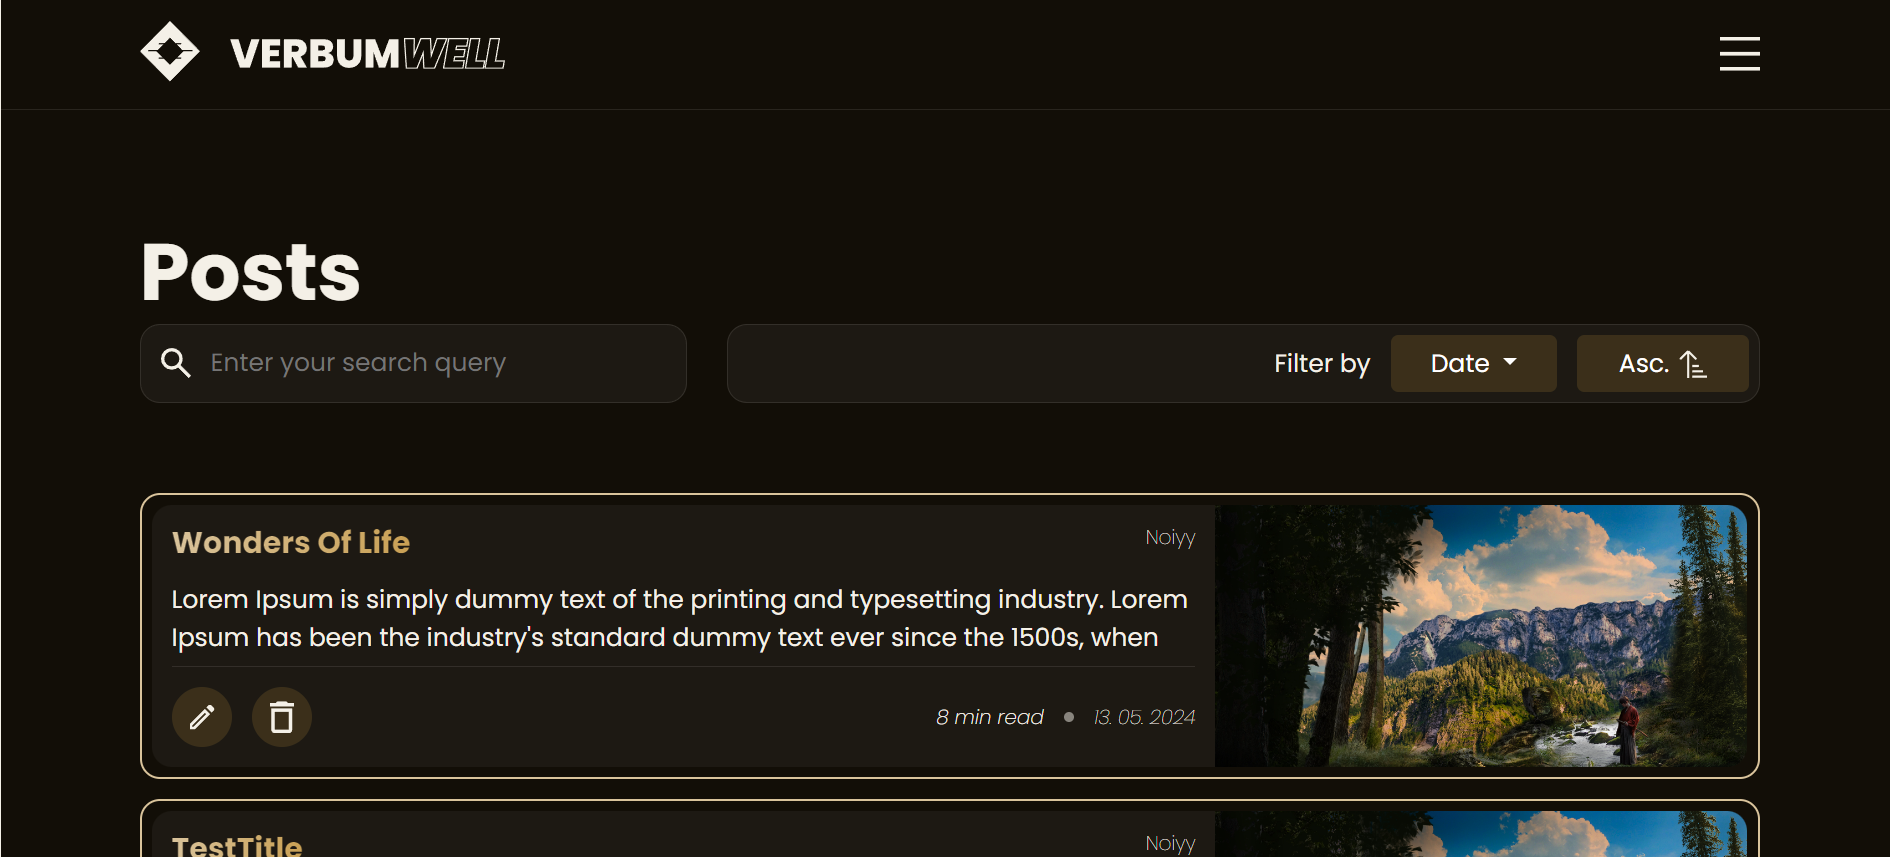 VERBUMWELL
Posts
Enter your search query
Filter by
Date
Asc.
Wonders Of Life
Noiyy
Lorem Ipsum is simply dummy text of the printing and typesetting industry. Lorem
Ipsum has been the industry's standard dummy text ever since the 1500s, when
8 min read
13. 05. 2024
TestTitle
Noiyy